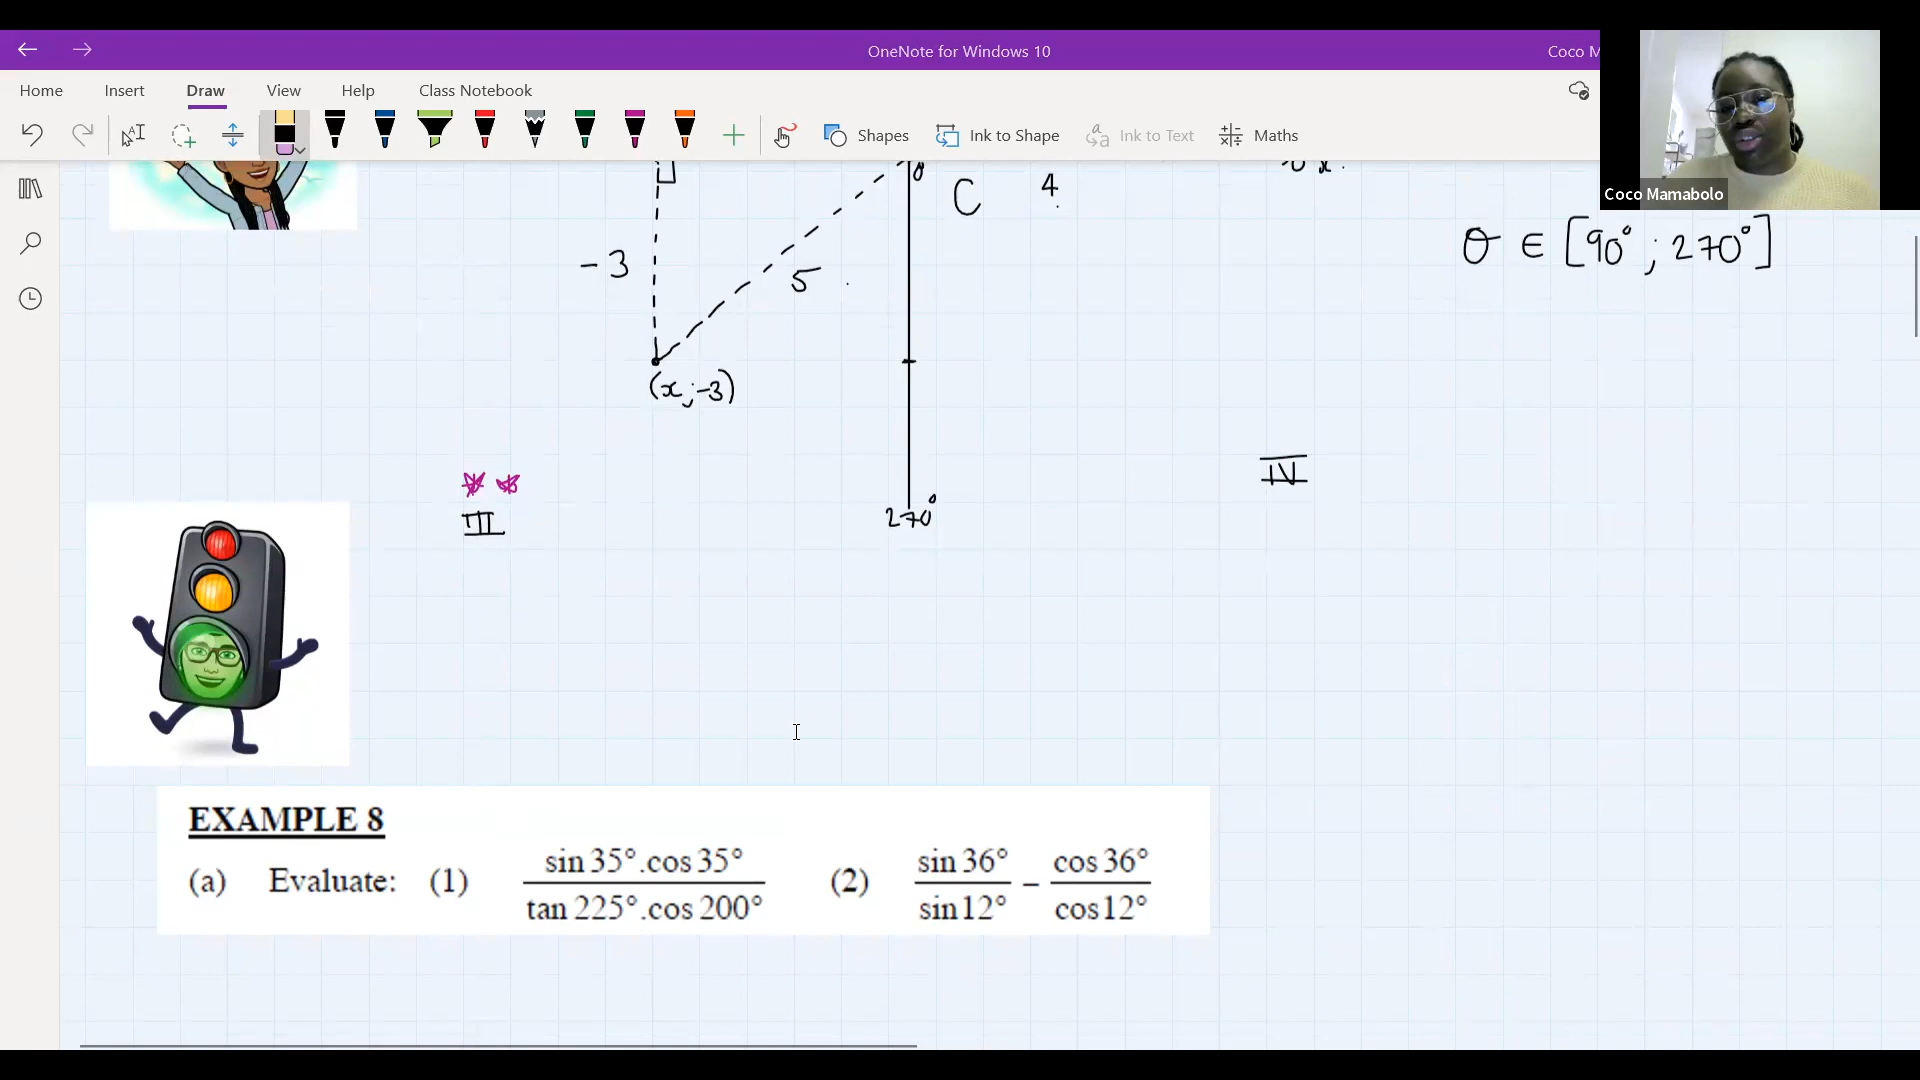 OneNote for Windows 10
Coco M
Home Insert Draw View Help Class Notebook
Shapes Ink to Shape Ink to Text Maths
Coco Mamabolo
C 4
θ ∈ [90° ; 270°]
-3
5
(x ; -3)
III
IV
270°
EXAMPLE 8
(a) Evaluate: (1) sin 35°.cos 35° / tan 225°.cos 200° (2) sin 36° / sin 12° − cos 36° / cos 12°